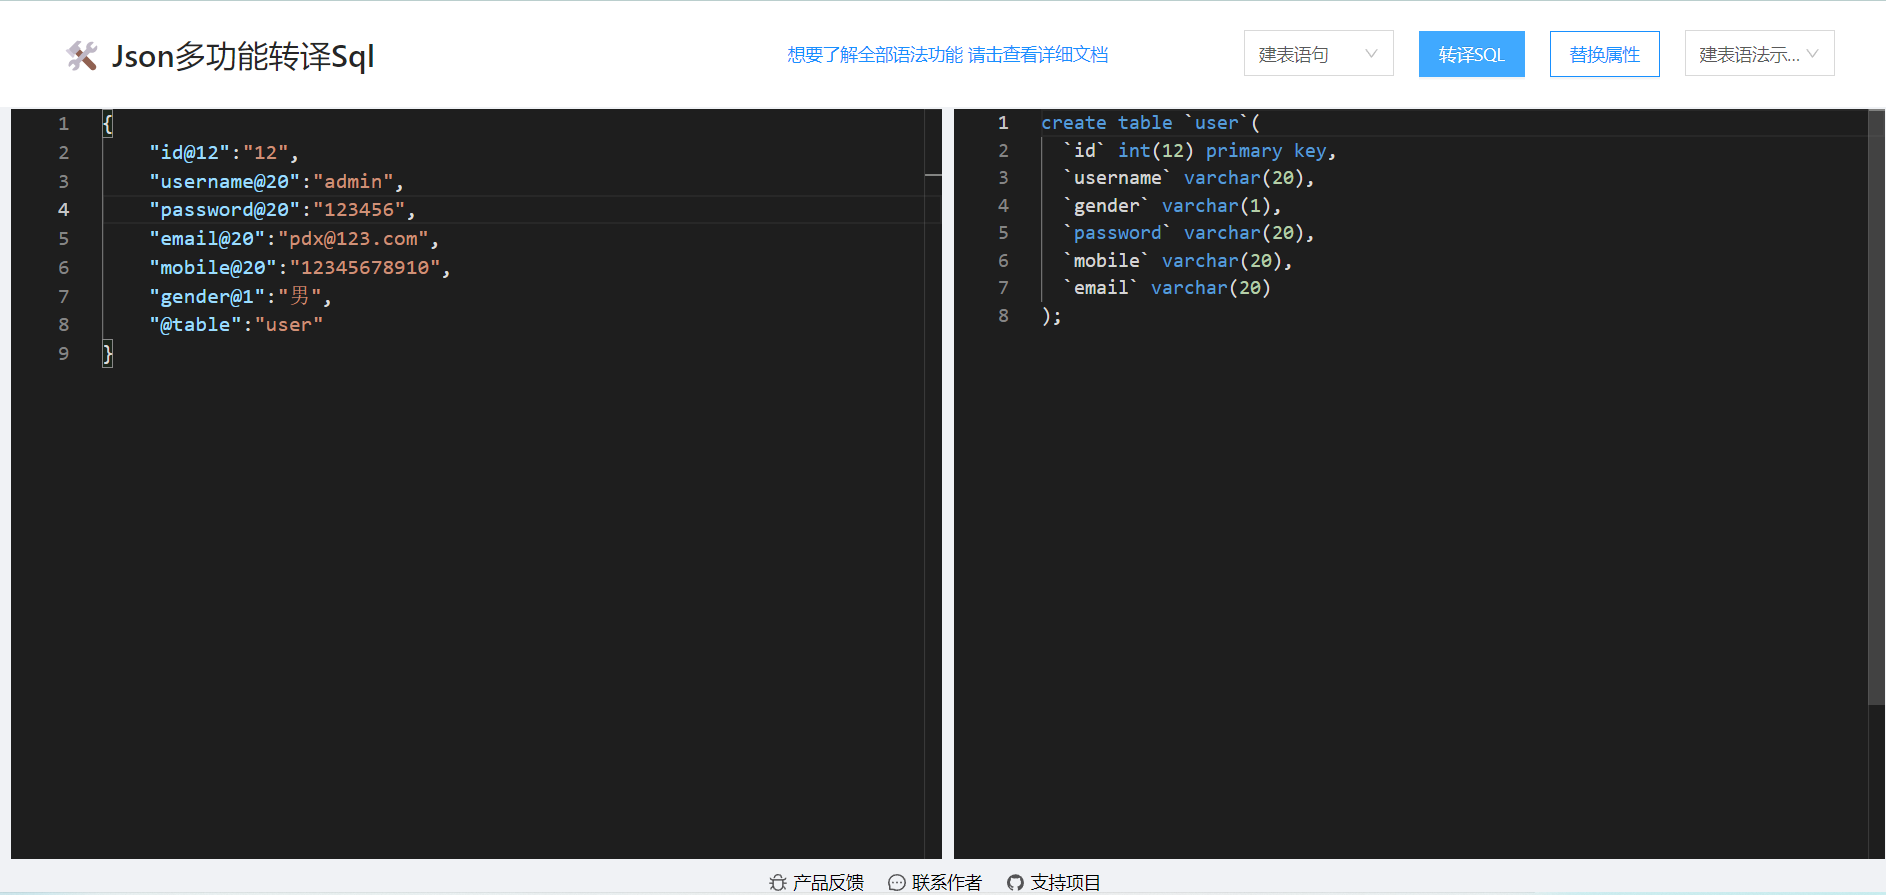 Json多功能转译Sql
想要了解全部语法功能 请击查看详细文档
建表语句
转译SQL
替换属性
建表语法示...
1 {
2 "id@12":"12",
3 "username@20":"admin",
4 "password@20":"123456",
5 "email@20":"pdx@123.com",
6 "mobile@20":"12345678910",
7 "gender@1":"男",
8 "@table":"user"
9 }
1 create table `user`(
2 `id` int(12) primary key,
3 `username` varchar(20),
4 `gender` varchar(1),
5 `password` varchar(20),
6 `mobile` varchar(20),
7 `email` varchar(20)
8 );
产品反馈
联系作者
支持项目